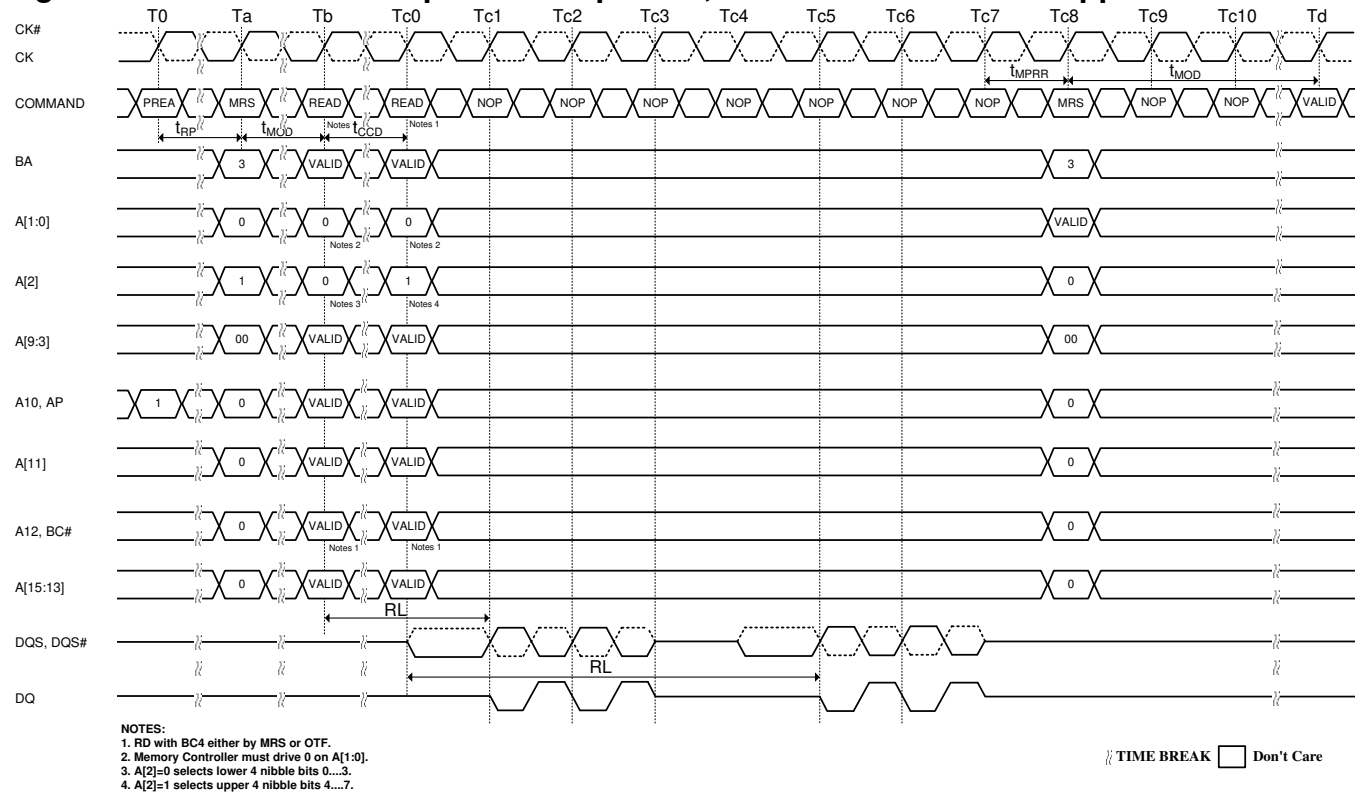 T0 Ta Tb Tc0 Tc1 Tc2 Tc3 Tc4 Tc5 Tc6 Tc7 Tc8 Tc9 Tc10 Td
CK#
CK
tMPRR tMOD
COMMAND PREA MRS READ READ NOP NOP NOP NOP NOP NOP NOP MRS NOP NOP VALID
Notes Notes 1
tRP tMOD tCCD
BA 3 VALID VALID 3
A[1:0] 0 0 0 VALID
Notes 2 Notes 2
A[2] 1 0 1 0
Notes 3 Notes 4
A[9:3] 00 VALID VALID 00
A10, AP 1 0 VALID VALID 0
A[11] 0 VALID VALID 0
A12, BC# 0 VALID VALID 0
Notes 1 Notes 1
A[15:13] 0 VALID VALID 0
RL
DQS, DQS#
RL
DQ
NOTES:
1. RD with BC4 either by MRS or OTF.
2. Memory Controller must drive 0 on A[1:0].
3. A[2]=0 selects lower 4 nibble bits 0....3.
4. A[2]=1 selects upper 4 nibble bits 4....7.
TIME BREAK Don't Care